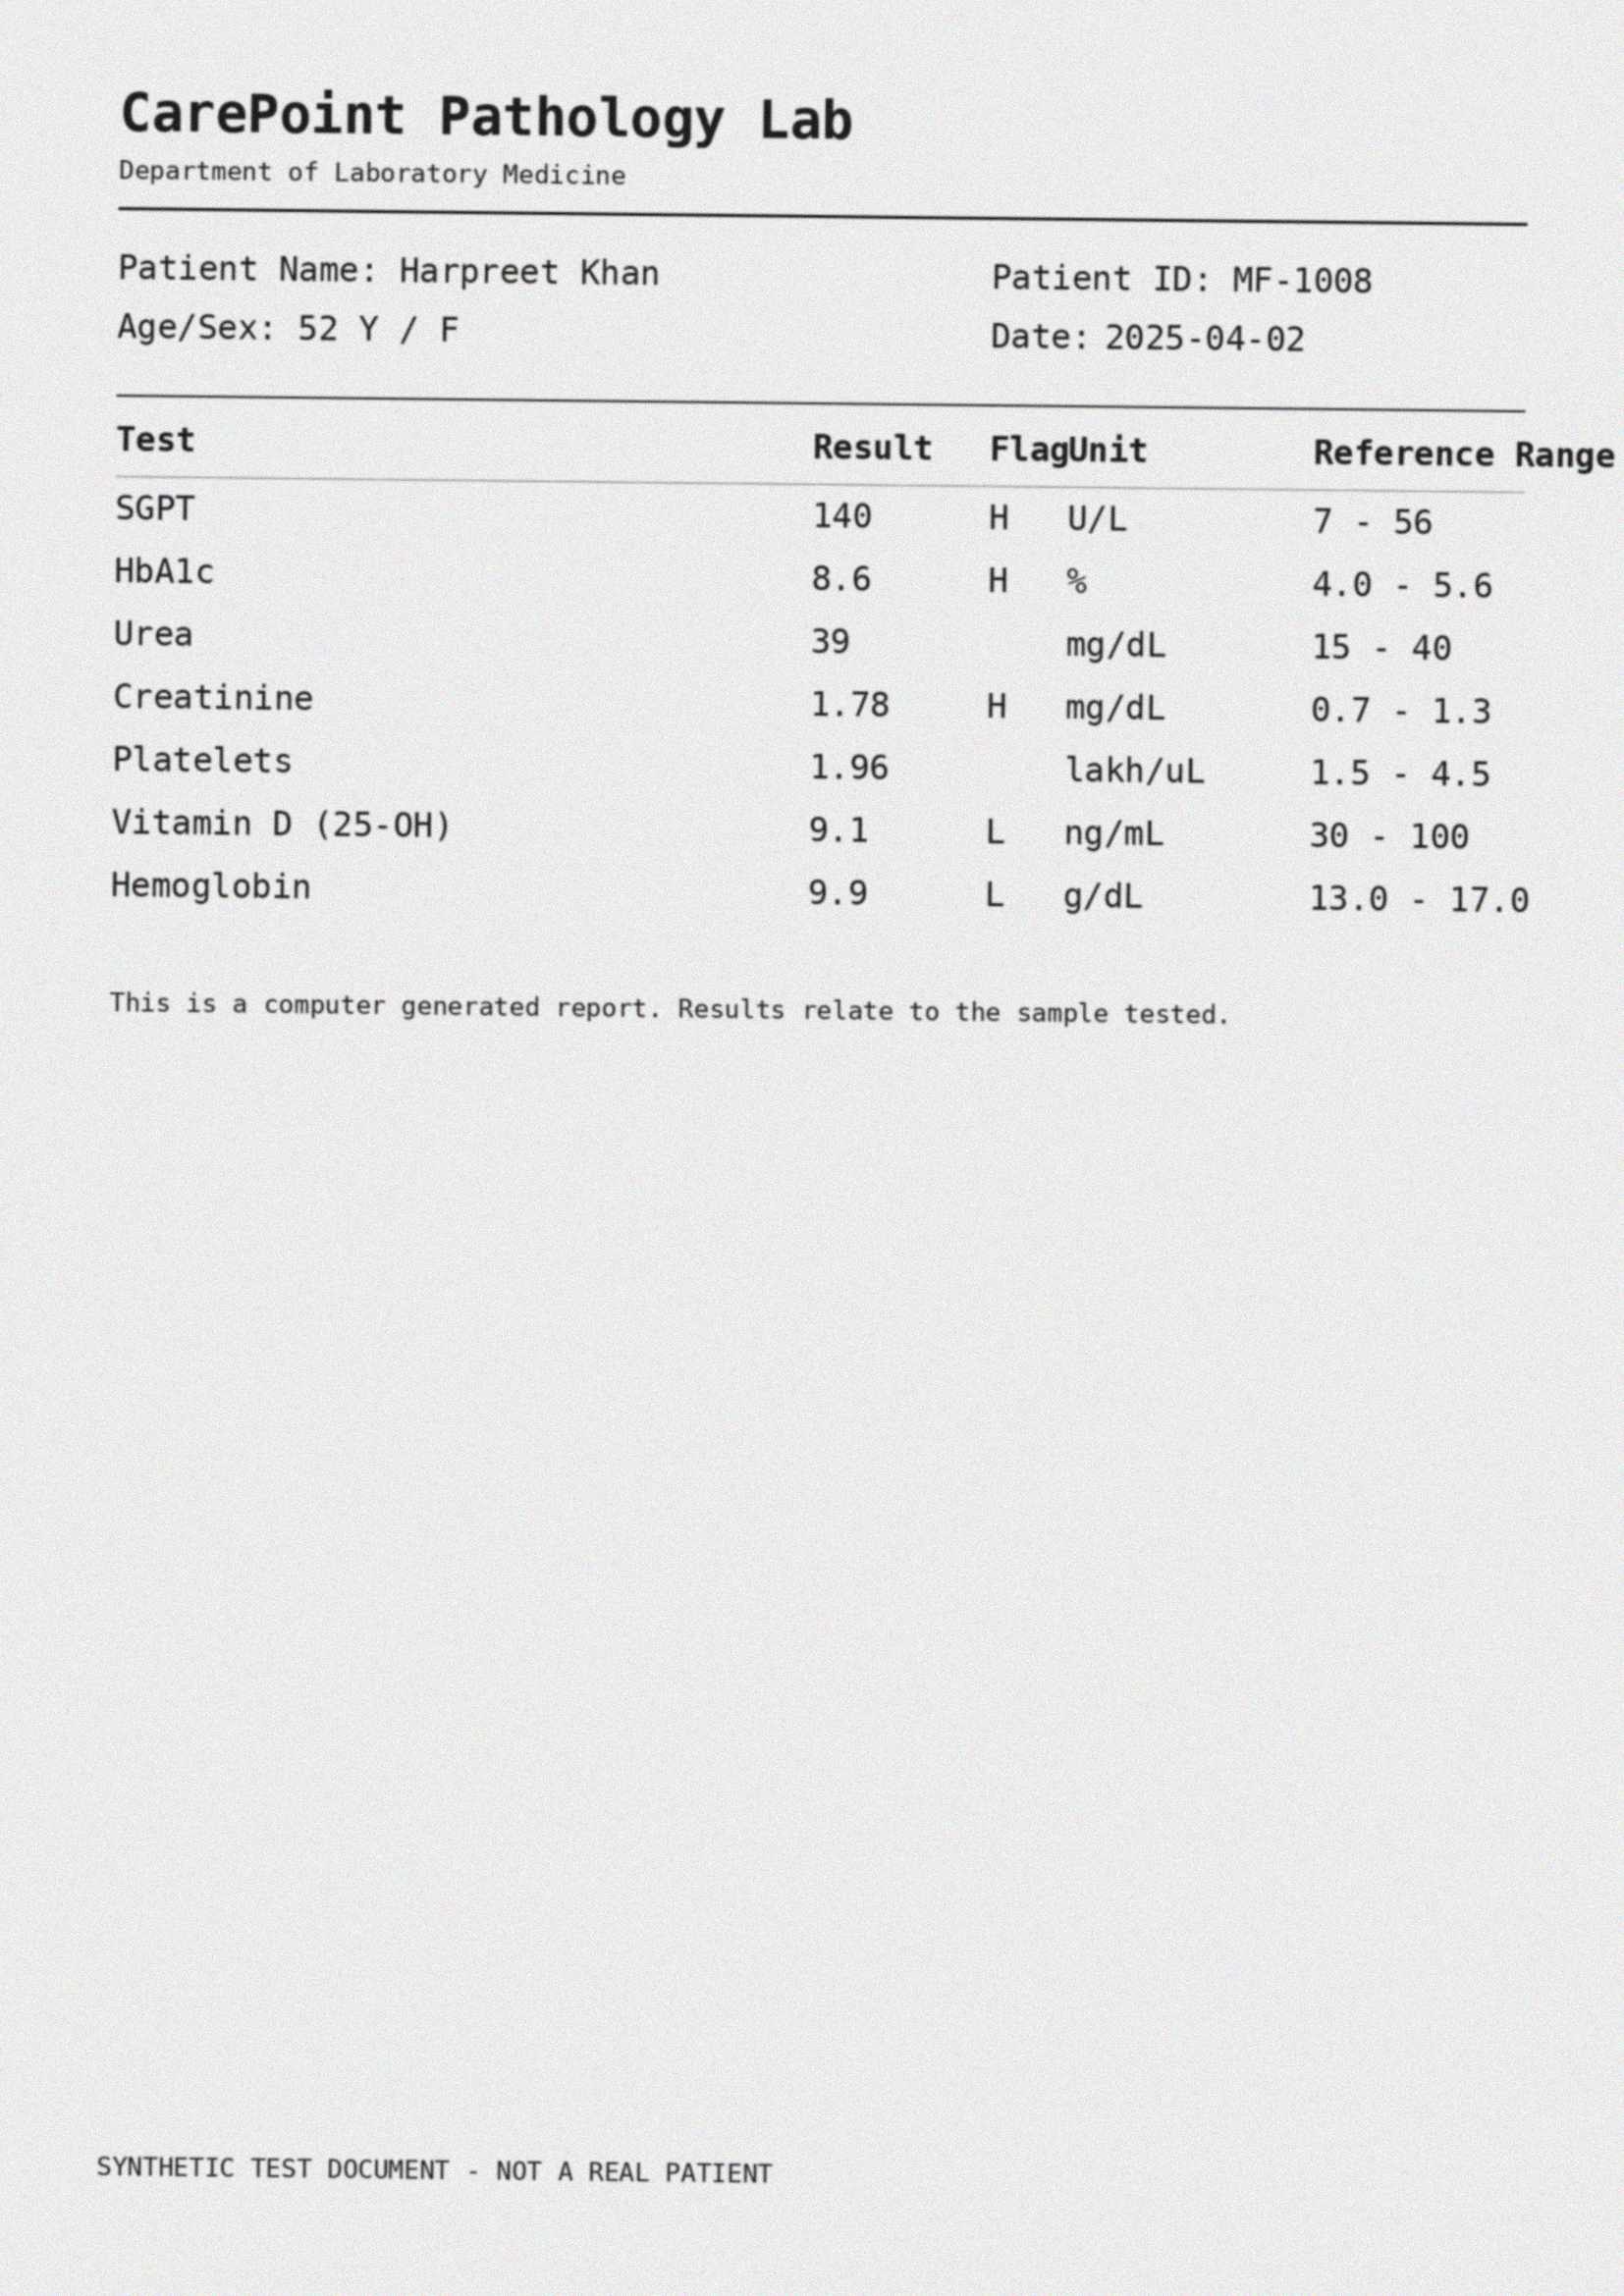 CarePoint Pathology Lab
Department of Laboratory Medicine
Patient Name: Harpreet Khan Patient ID: MF-1008
Age/Sex: 52 Y / F Date: 2025-04-02
Test Result Flag Unit Reference Range
SGPT 140 H U/L 7 - 56
HbA1c 8.6 H % 4.0 - 5.6
Urea 39 mg/dL 15 - 40
Creatinine 1.78 H mg/dL 0.7 - 1.3
Platelets 1.96 lakh/uL 1.5 - 4.5
Vitamin D (25-OH) 9.1 L ng/mL 30 - 100
Hemoglobin 9.9 L g/dL 13.0 - 17.0
This is a computer generated report. Results relate to the sample tested.
SYNTHETIC TEST DOCUMENT - NOT A REAL PATIENT